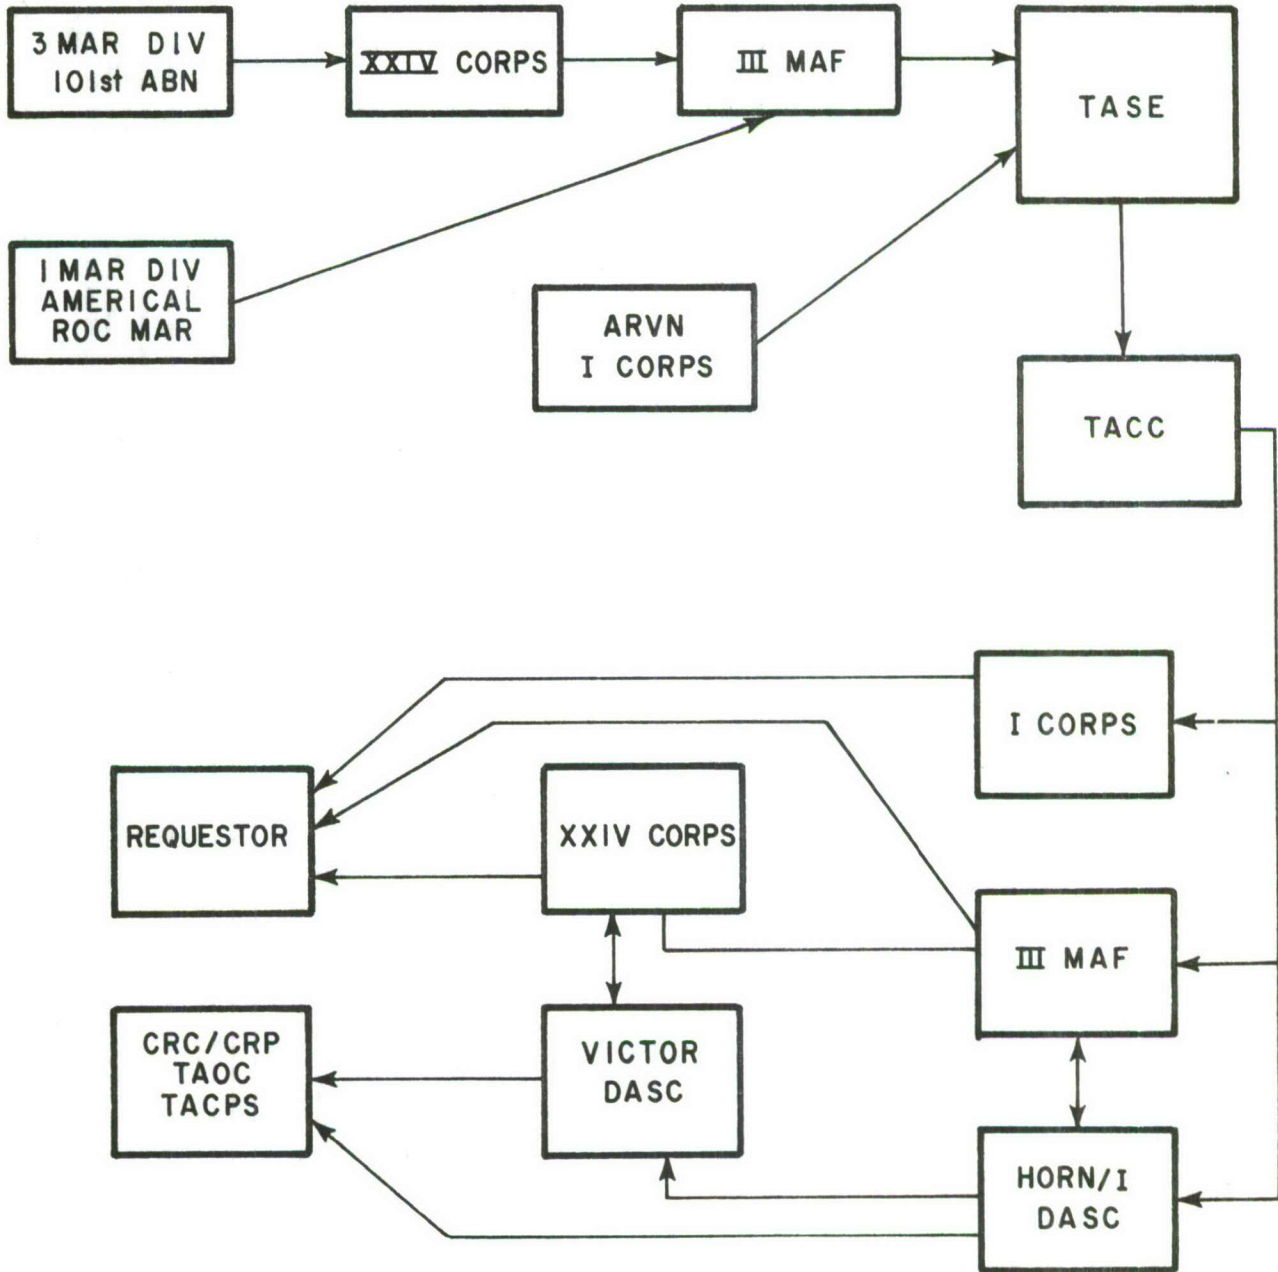 3 MAR DIV
101st ABN
XXIV CORPS
III MAF
TASE
1 MAR DIV
AMERICAL
ROC MAR
ARVN
I CORPS
TACC
I CORPS
REQUESTOR
XXIV CORPS
III MAF
CRC/CRP
TAOC
TACPS
VICTOR
DASC
HORN/I
DASC